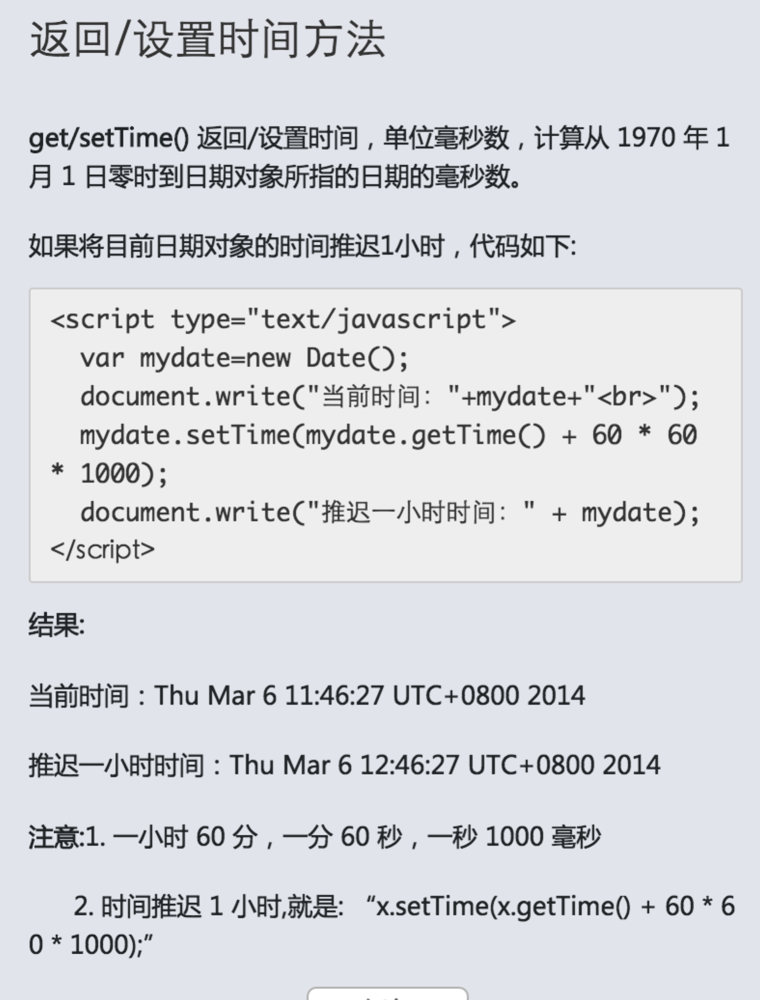 返回/设置时间方法
get/setTime() 返回/设置时间，单位毫秒数，计算从 1970 年 1
月 1 日零时到日期对象所指的日期的毫秒数。
如果将目前日期对象的时间推迟1小时，代码如下:
<script type="text/javascript">
  var mydate=new Date();
  document.write("当前时间："+mydate+"<br>");
  mydate.setTime(mydate.getTime() + 60 * 60
* 1000);
  document.write("推迟一小时时间：" + mydate);
</script>
结果:
当前时间：Thu Mar 6 11:46:27 UTC+0800 2014
推迟一小时时间：Thu Mar 6 12:46:27 UTC+0800 2014
注意:1. 一小时 60 分，一分 60 秒，一秒 1000 毫秒
2. 时间推迟 1 小时,就是: “x.setTime(x.getTime() + 60 * 6
0 * 1000);”